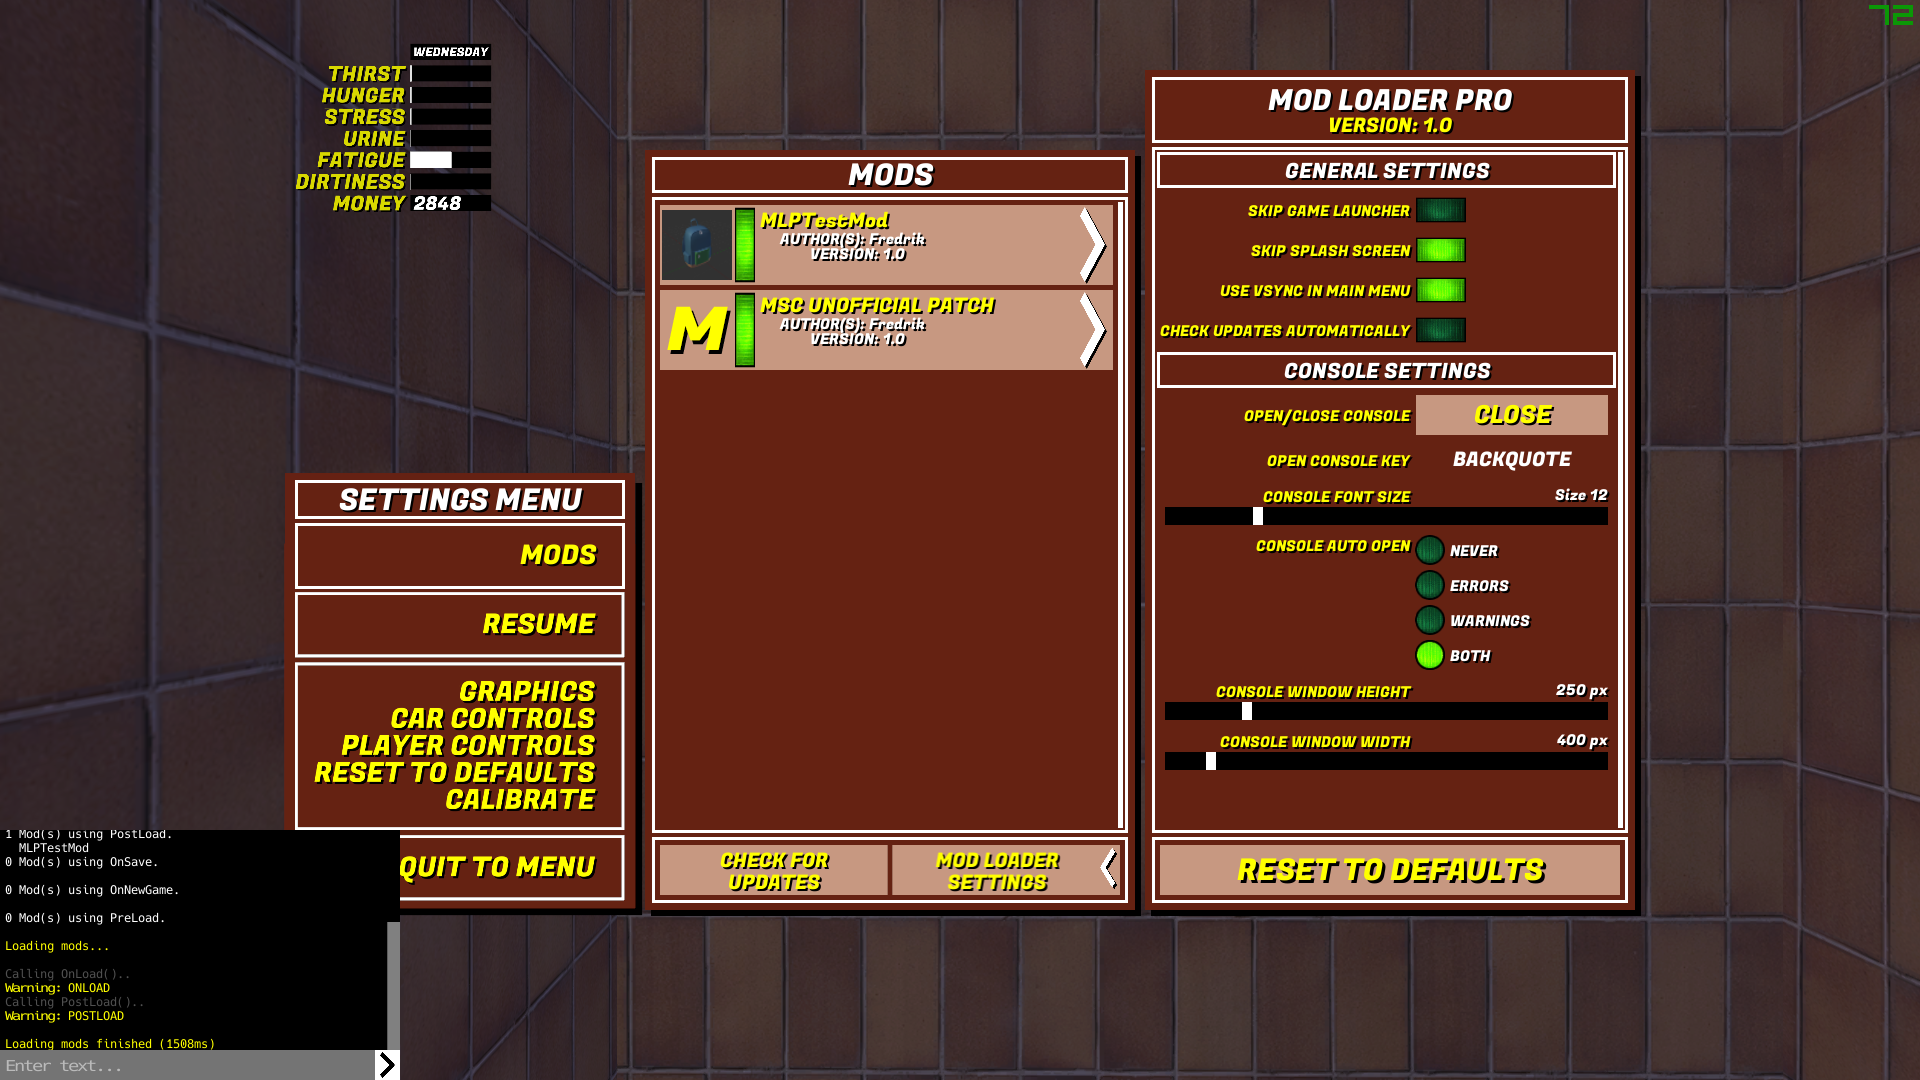 72
WEDNESDAY
THIRST
HUNGER
STRESS
URINE
FATIGUE
DIRTINESS
MONEY 2848
SETTINGS MENU
MODS
RESUME
GRAPHICS
CAR CONTROLS
PLAYER CONTROLS
RESET TO DEFAULTS
CALIBRATE
QUIT TO MENU
1 Mod(s) using PostLoad.
MLPTestMod
0 Mod(s) using OnSave.
0 Mod(s) using OnNewGame.
0 Mod(s) using PreLoad.
Loading mods...
Calling OnLoad()..
Warning: ONLOAD
Calling PostLoad()..
Warning: POSTLOAD
Loading mods finished (1508ms)
Enter text...
MODS
MLPTestMod
AUTHOR(S): Fredrik
VERSION: 1.0
M
MSC UNOFFICIAL PATCH
AUTHOR(S): Fredrik
VERSION: 1.0
CHECK FOR
UPDATES
MOD LOADER
SETTINGS
MOD LOADER PRO
VERSION: 1.0
GENERAL SETTINGS
SKIP GAME LAUNCHER
SKIP SPLASH SCREEN
USE VSYNC IN MAIN MENU
CHECK UPDATES AUTOMATICALLY
CONSOLE SETTINGS
OPEN/CLOSE CONSOLE CLOSE
OPEN CONSOLE KEY BACKQUOTE
CONSOLE FONT SIZE Size 12
CONSOLE AUTO OPEN NEVER
ERRORS
WARNINGS
BOTH
CONSOLE WINDOW HEIGHT 250 px
CONSOLE WINDOW WIDTH 400 px
RESET TO DEFAULTS